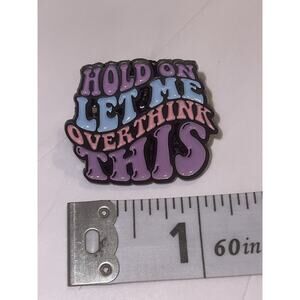 HOLD ON
LET ME
OVERTHINK
THIS
1
60in